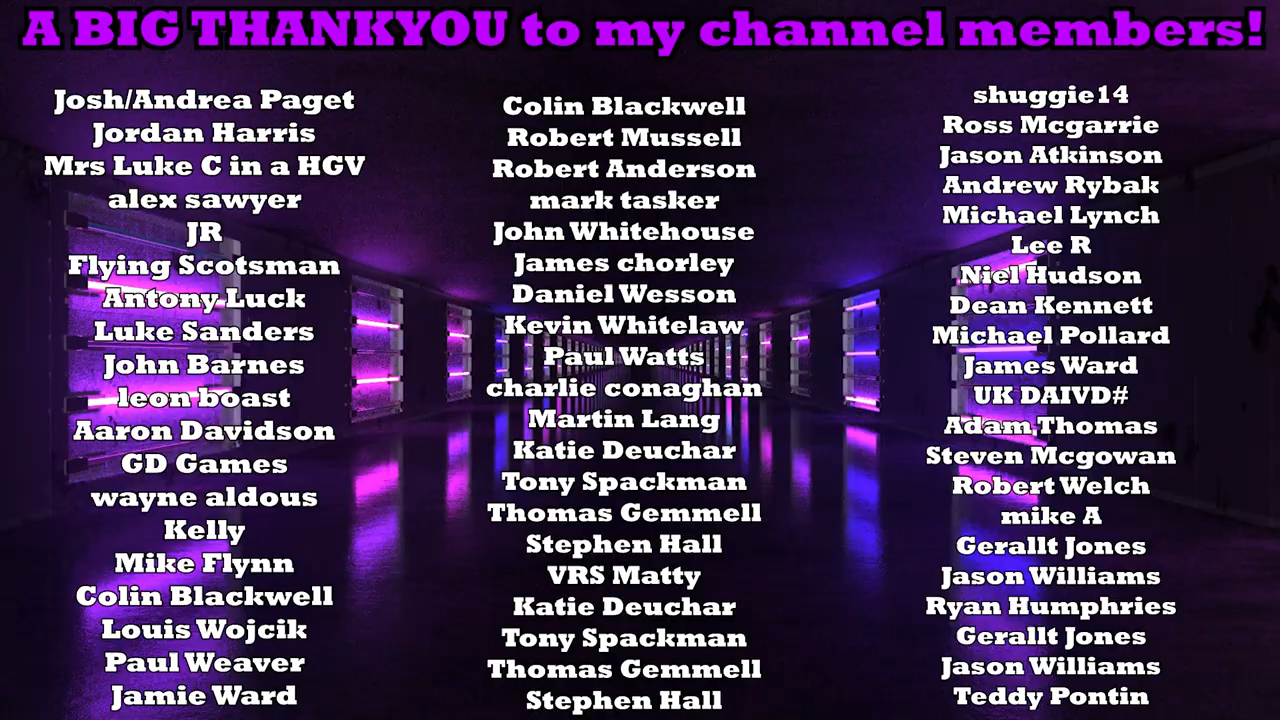 A BIG THANKYOU to my channel members!
Josh/Andrea Paget
Jordan Harris
Mrs Luke C in a HGV
alex sawyer
JR
Flying Scotsman
Antony Luck
Luke Sanders
John Barnes
leon boast
Aaron Davidson
GD Games
wayne aldous
Kelly
Mike Flynn
Colin Blackwell
Louis Wojcik
Paul Weaver
Jamie Ward
Colin Blackwell
Robert Mussell
Robert Anderson
mark tasker
John Whitehouse
James chorley
Daniel Wesson
Kevin Whitelaw
Paul Watts
charlie conaghan
Martin Lang
Katie Deuchar
Tony Spackman
Thomas Gemmell
Stephen Hall
VRS Matty
Katie Deuchar
Tony Spackman
Thomas Gemmell
Stephen Hall
shuggie14
Ross Mcgarrie
Jason Atkinson
Andrew Rybak
Michael Lynch
Lee R
Niel Hudson
Dean Kennett
Michael Pollard
James Ward
UK DAIVD#
Adam,Thomas
Steven Mcgowan
Robert Welch
mike A
Gerallt Jones
Jason Williams
Ryan Humphries
Gerallt Jones
Jason Williams
Teddy Pontin